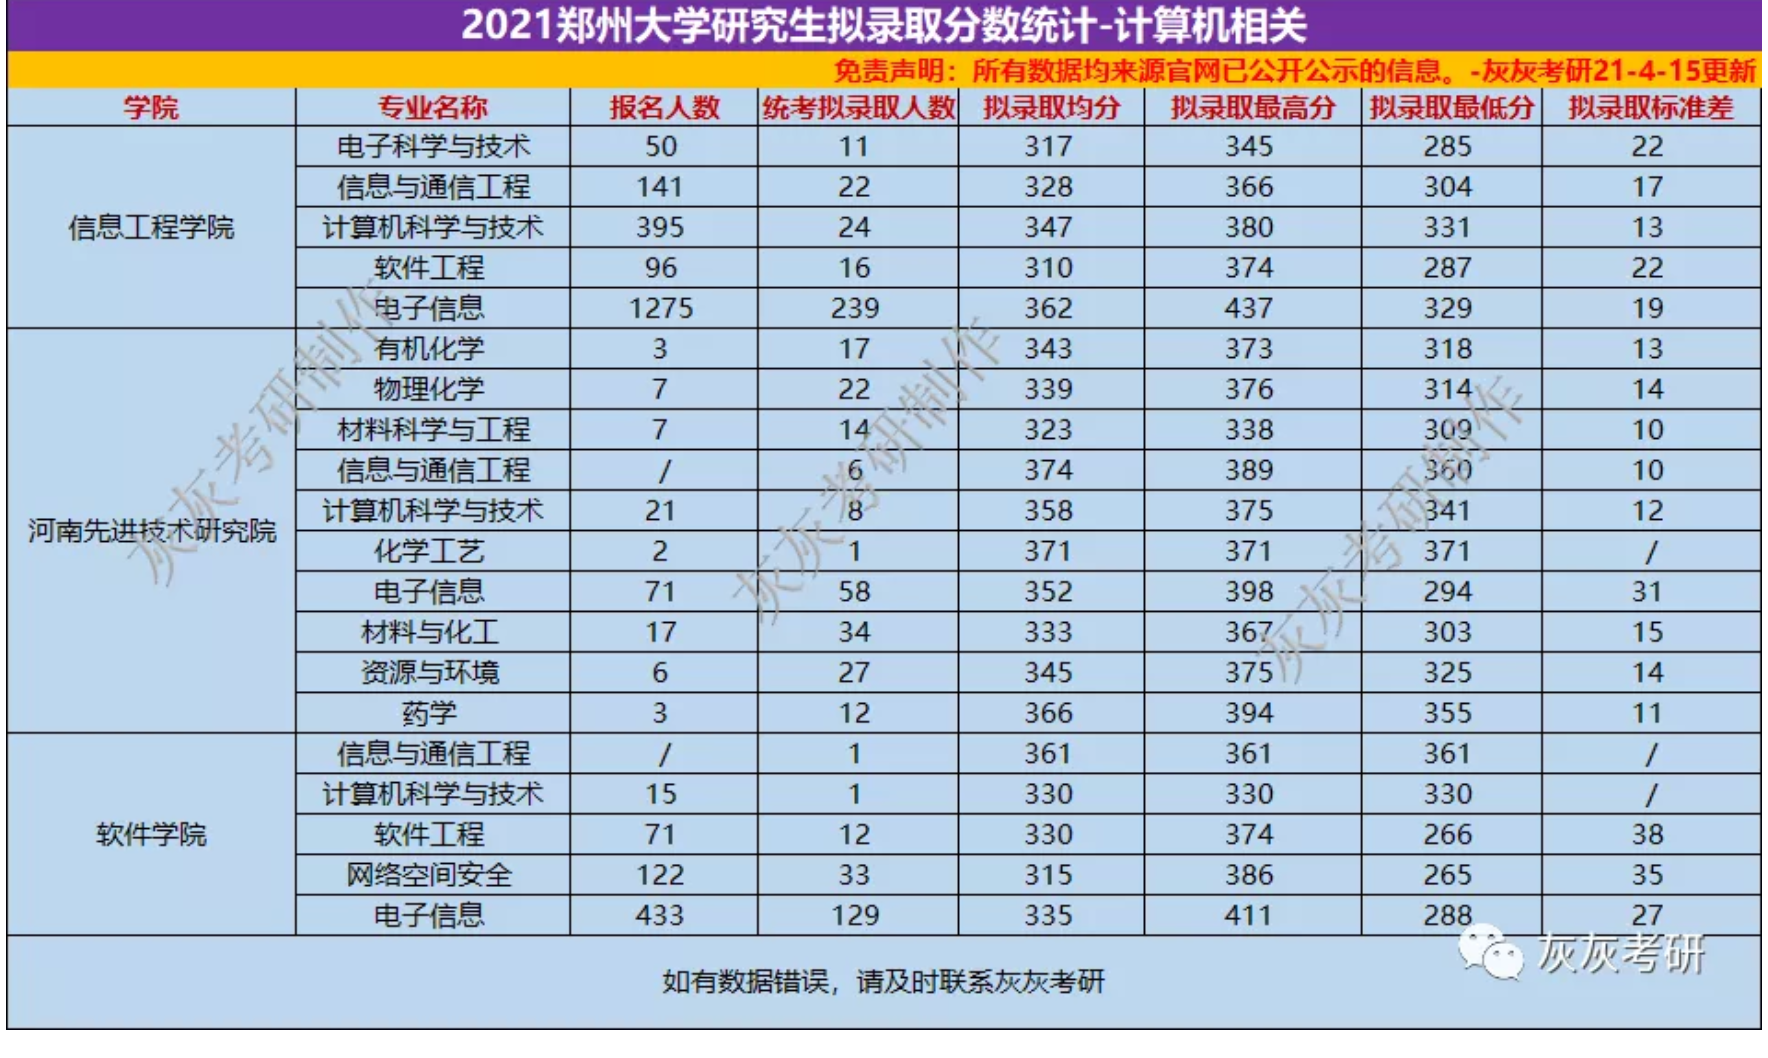 2021郑州大学研究生拟录取分数统计-计算机相关
免责声明：所有数据均来源官网已公开公示的信息。-灰灰考研21-4-15更新
学院 专业名称 报名人数 统考拟录取人数 拟录取均分 拟录取最高分 拟录取最低分 拟录取标准差
电子科学与技术 50 11 317 345 285 22
信息与通信工程 141 22 328 366 304 17
信息工程学院 计算机科学与技术 395 24 347 380 331 13
软件工程 96 16 310 374 287 22
电子信息 1275 239 362 437 329 19
有机化学 3 17 343 373 318 13
物理化学 7 22 339 376 314 14
材料科学与工程 7 14 323 338 309 10
信息与通信工程 / 6 374 389 360 10
计算机科学与技术 21 8 358 375 341 12
河南先进技术研究院
化学工艺 2 1 371 371 371 /
电子信息 71 58 352 398 294 31
材料与化工 17 34 333 367 303 15
资源与环境 6 27 345 375 325 14
药学 3 12 366 394 355 11
信息与通信工程 / 1 361 361 361 /
计算机科学与技术 15 1 330 330 330 /
软件学院 软件工程 71 12 330 374 266 38
网络空间安全 122 33 315 386 265 35
电子信息 433 129 335 411 288 27
如有数据错误，请及时联系灰灰考研
灰灰考研
灰灰考研制作
灰灰考研制作
灰灰考研制作